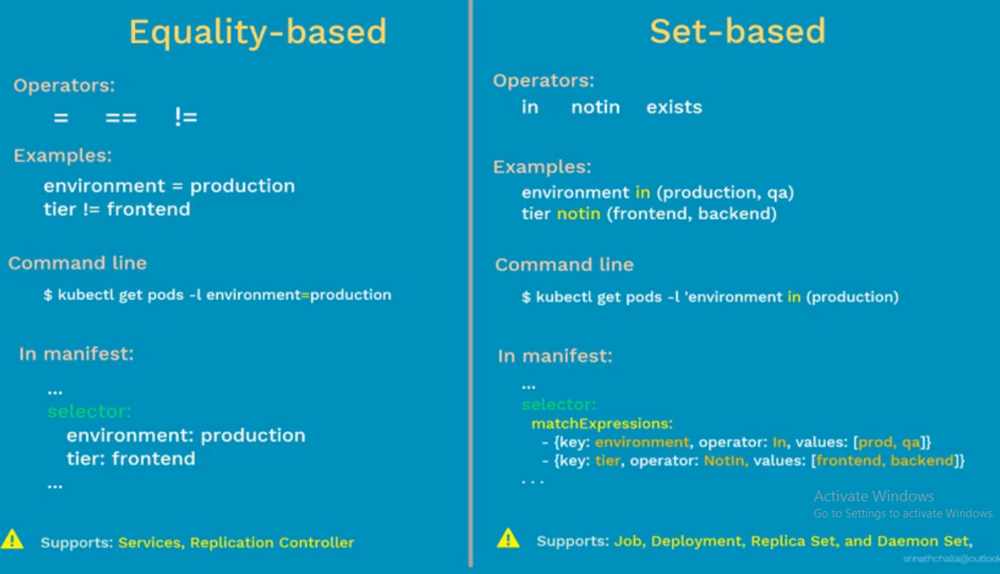 Equality-based
Operators:
= == !=
Examples:
environment = production
tier != frontend
Command line
$ kubectl get pods -l environment=production
In manifest:
...
selector:
environment: production
tier: frontend
...
Supports: Services, Replication Controller
Set-based
Operators:
in notin exists
Examples:
environment in (production, qa)
tier notin (frontend, backend)
Command line
$ kubectl get pods -l 'environment in (production)
In manifest:
...
selector:
matchExpressions:
- {key: environment, operator: In, values: [prod, qa]}
- {key: tier, operator: NotIn, values: [frontend, backend]}
. . .
Activate Windows
Go to Settings to activate Windows.
Supports: Job, Deployment, Replica Set, and Daemon Set,
srinathchalla@outlook